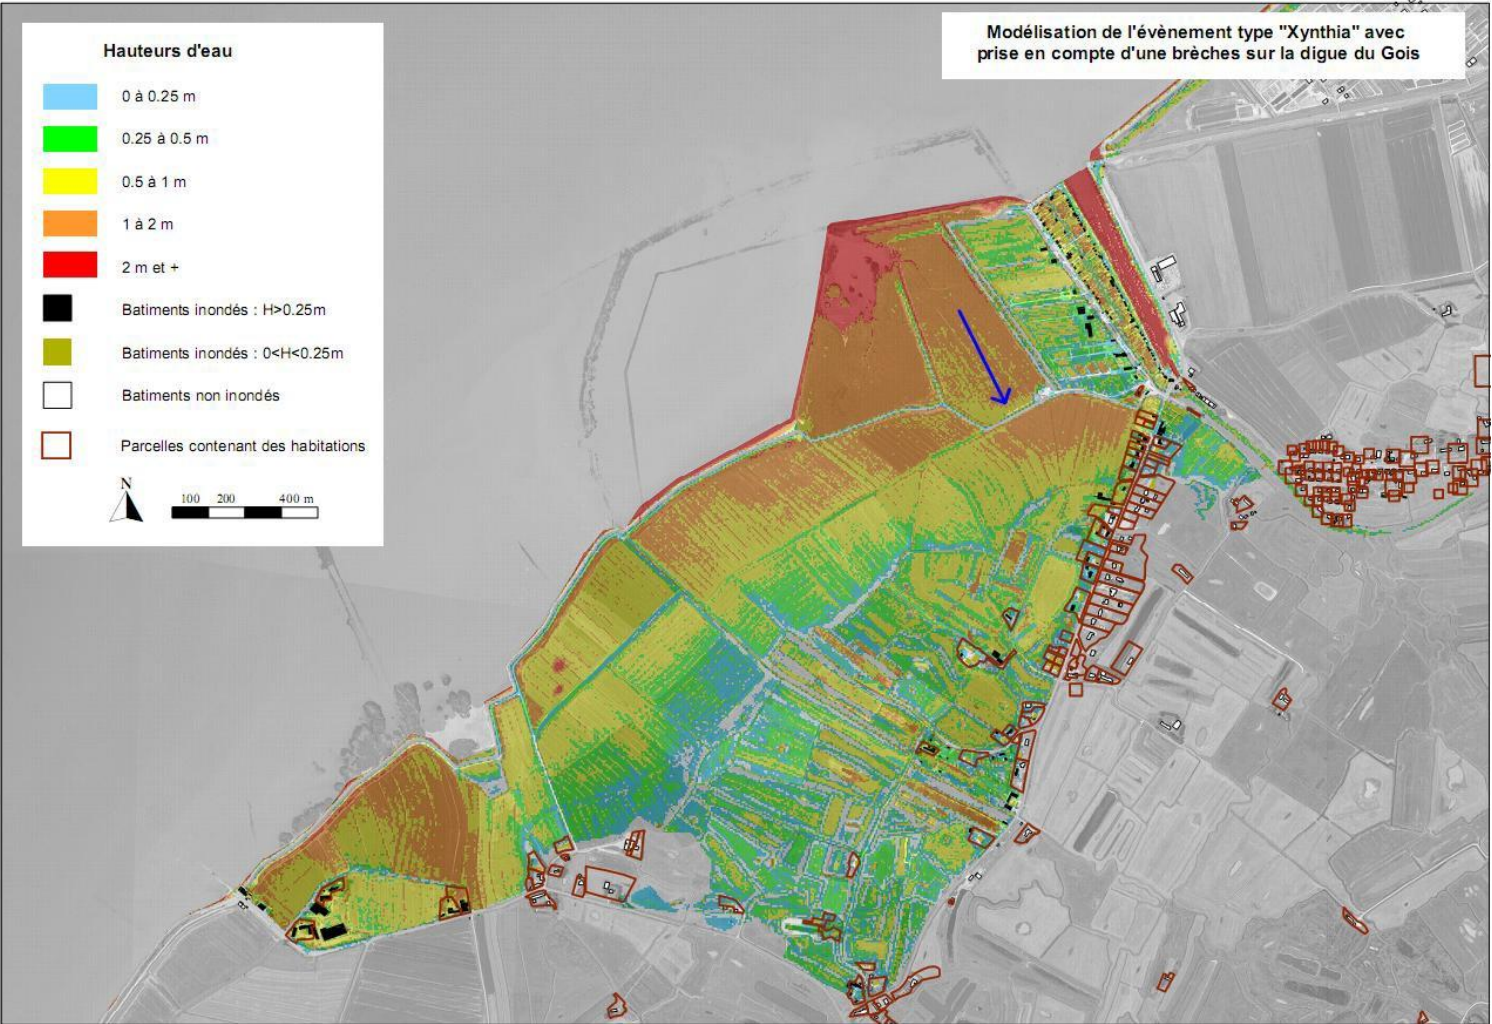 Modélisation de l'évènement type "Xynthia" avec
prise en compte d'une brèches sur la digue du Gois
Hauteurs d'eau
0 à 0.25 m
0.25 à 0.5 m
0.5 à 1 m
1 à 2 m
2 m et +
Batiments inondés : H>0.25m
Batiments inondés : 0<H<0.25m
Batiments non inondés
Parcelles contenant des habitations
N
100 200 400 m